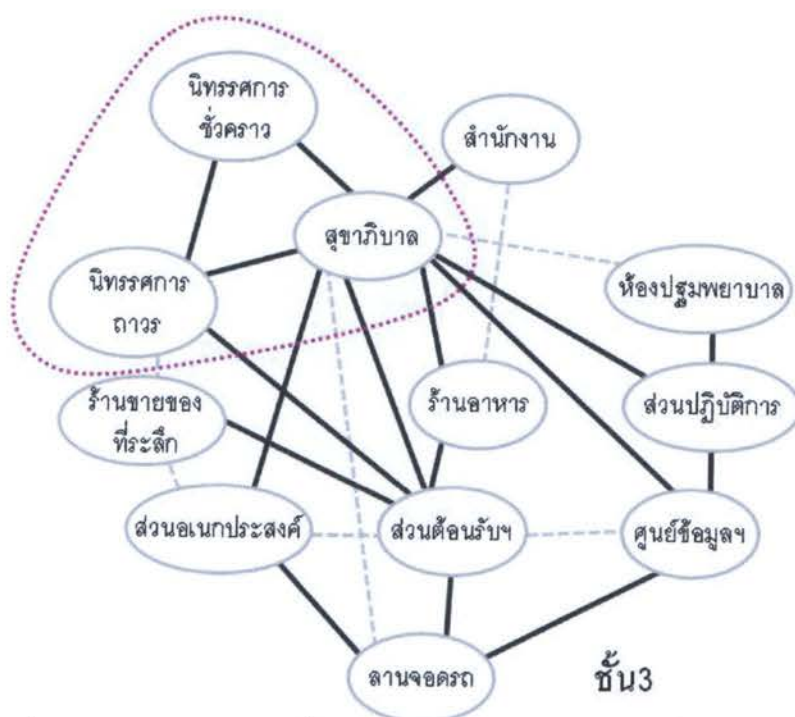 นิทรรศการ
ชั่วคราว
สำนักงาน
สุขาภิบาล
นิทรรศการ
ถาวร
ห้องปฐมพยาบาล
ร้านขายของ
ที่ระลึก
ร้านอาหาร
ส่วนปฏิบัติการ
ส่วนอเนกประสงค์
ส่วนต้อนรับฯ
ศูนย์ข้อมูลฯ
ลานจอดรถ
ชั้น3